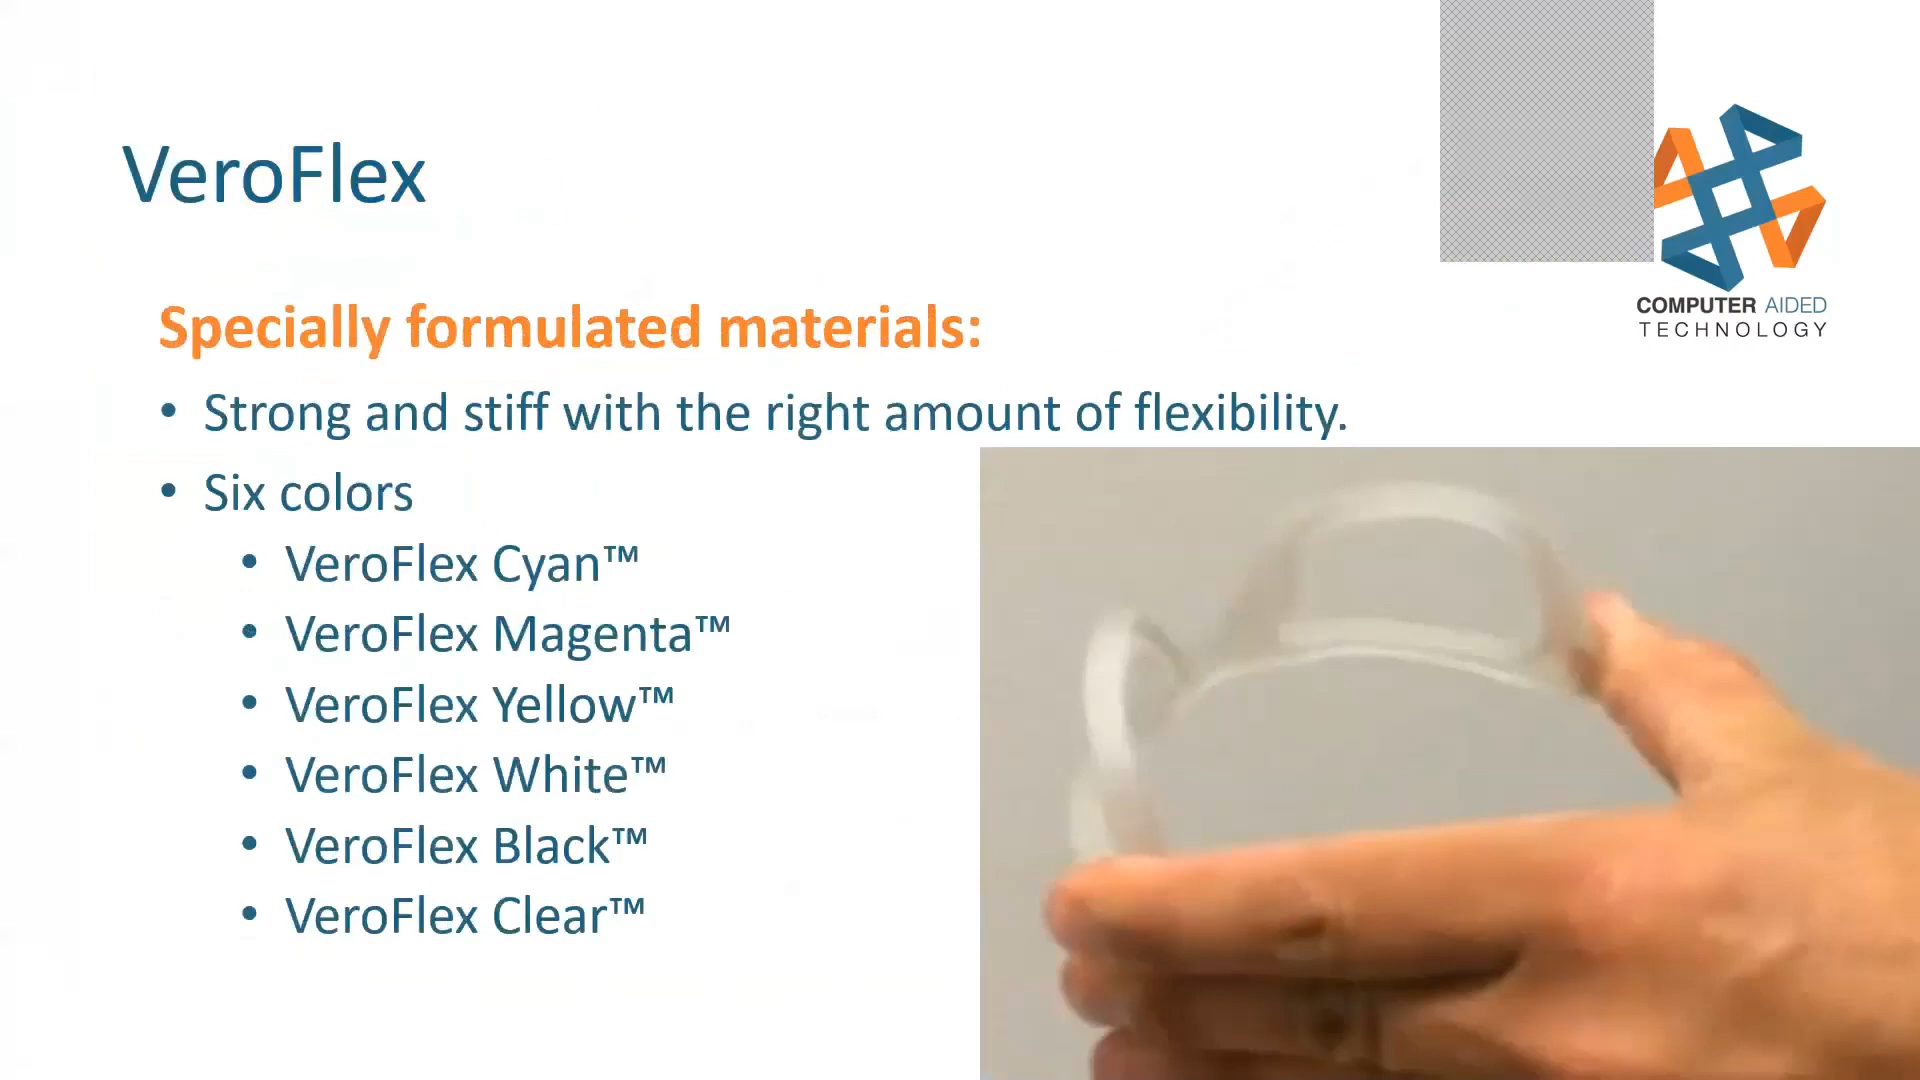 VeroFlex
COMPUTER AIDED
TECHNOLOGY
Specially formulated materials:
• Strong and stiff with the right amount of flexibility.
• Six colors
• VeroFlex Cyan™
• VeroFlex Magenta™
• VeroFlex Yellow™
• VeroFlex White™
• VeroFlex Black™
• VeroFlex Clear™